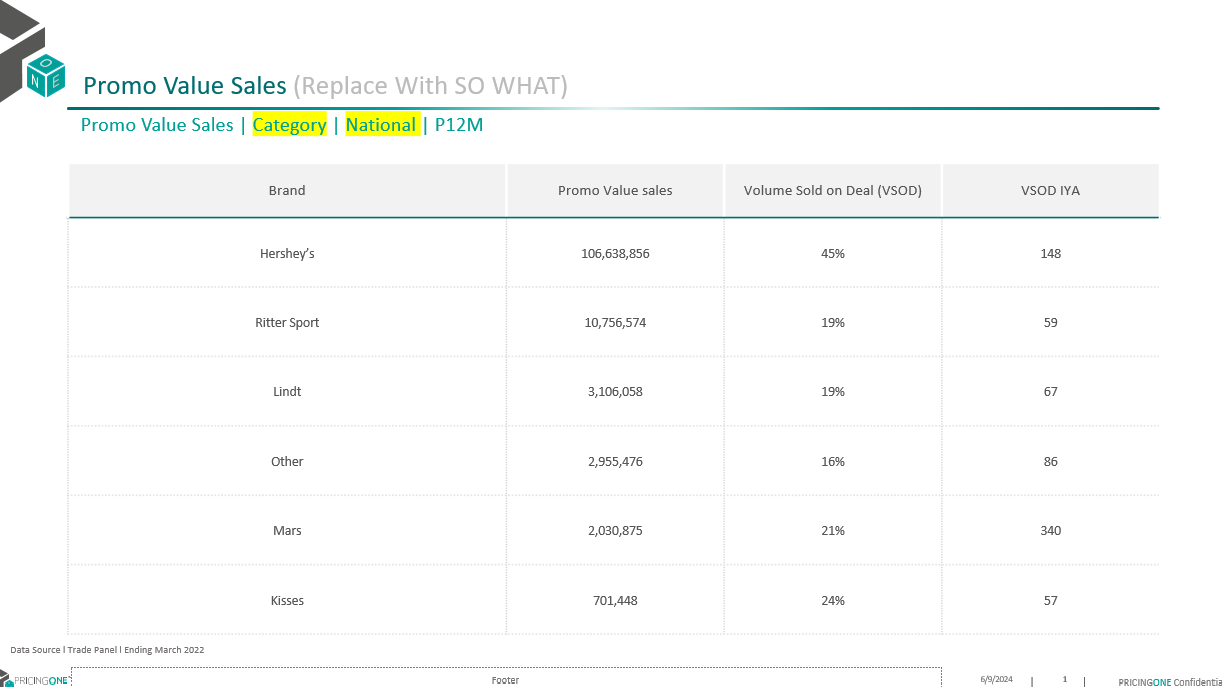 O
N E
Promo Value Sales (Replace With SO WHAT)
Promo Value Sales | Category | National | P12M
Brand Promo Value sales Volume Sold on Deal (VSOD) VSOD IYA
Hershey’s 106,638,856 45% 148
Ritter Sport 10,756,574 19% 59
Lindt 3,106,058 19% 67
Other 2,955,476 16% 86
Mars 2,030,875 21% 340
Kisses 701,448 24% 57
Data Source | Trade Panel | Ending March 2022
PRICINGONE Footer 6/9/2024 | 1 | PRICINGONE Confidentia